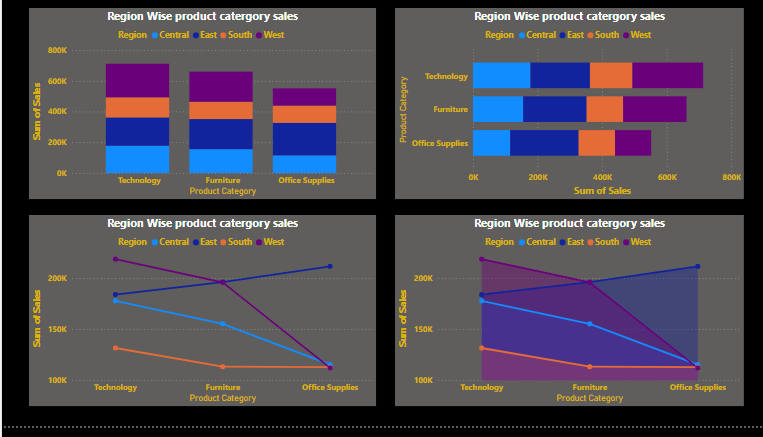 Region Wise product catergory sales
Region Central East South West
800K
600K
400K
200K
0K
Sum of Sales
Technology Furniture Office Supplies
Product Category
Region Wise product catergory sales
Region Central East South West
Product Category
Technology
Furniture
Office Supplies
0K 200K 400K 600K 800K
Sum of Sales
Region Wise product catergory sales
Region Central East South West
200K
150K
100K
Sum of Sales
Technology Furniture Office Supplies
Product Category
Region Wise product catergory sales
Region Central East South West
200K
150K
100K
Sum of Sales
Technology Furniture Office Supplies
Product Category